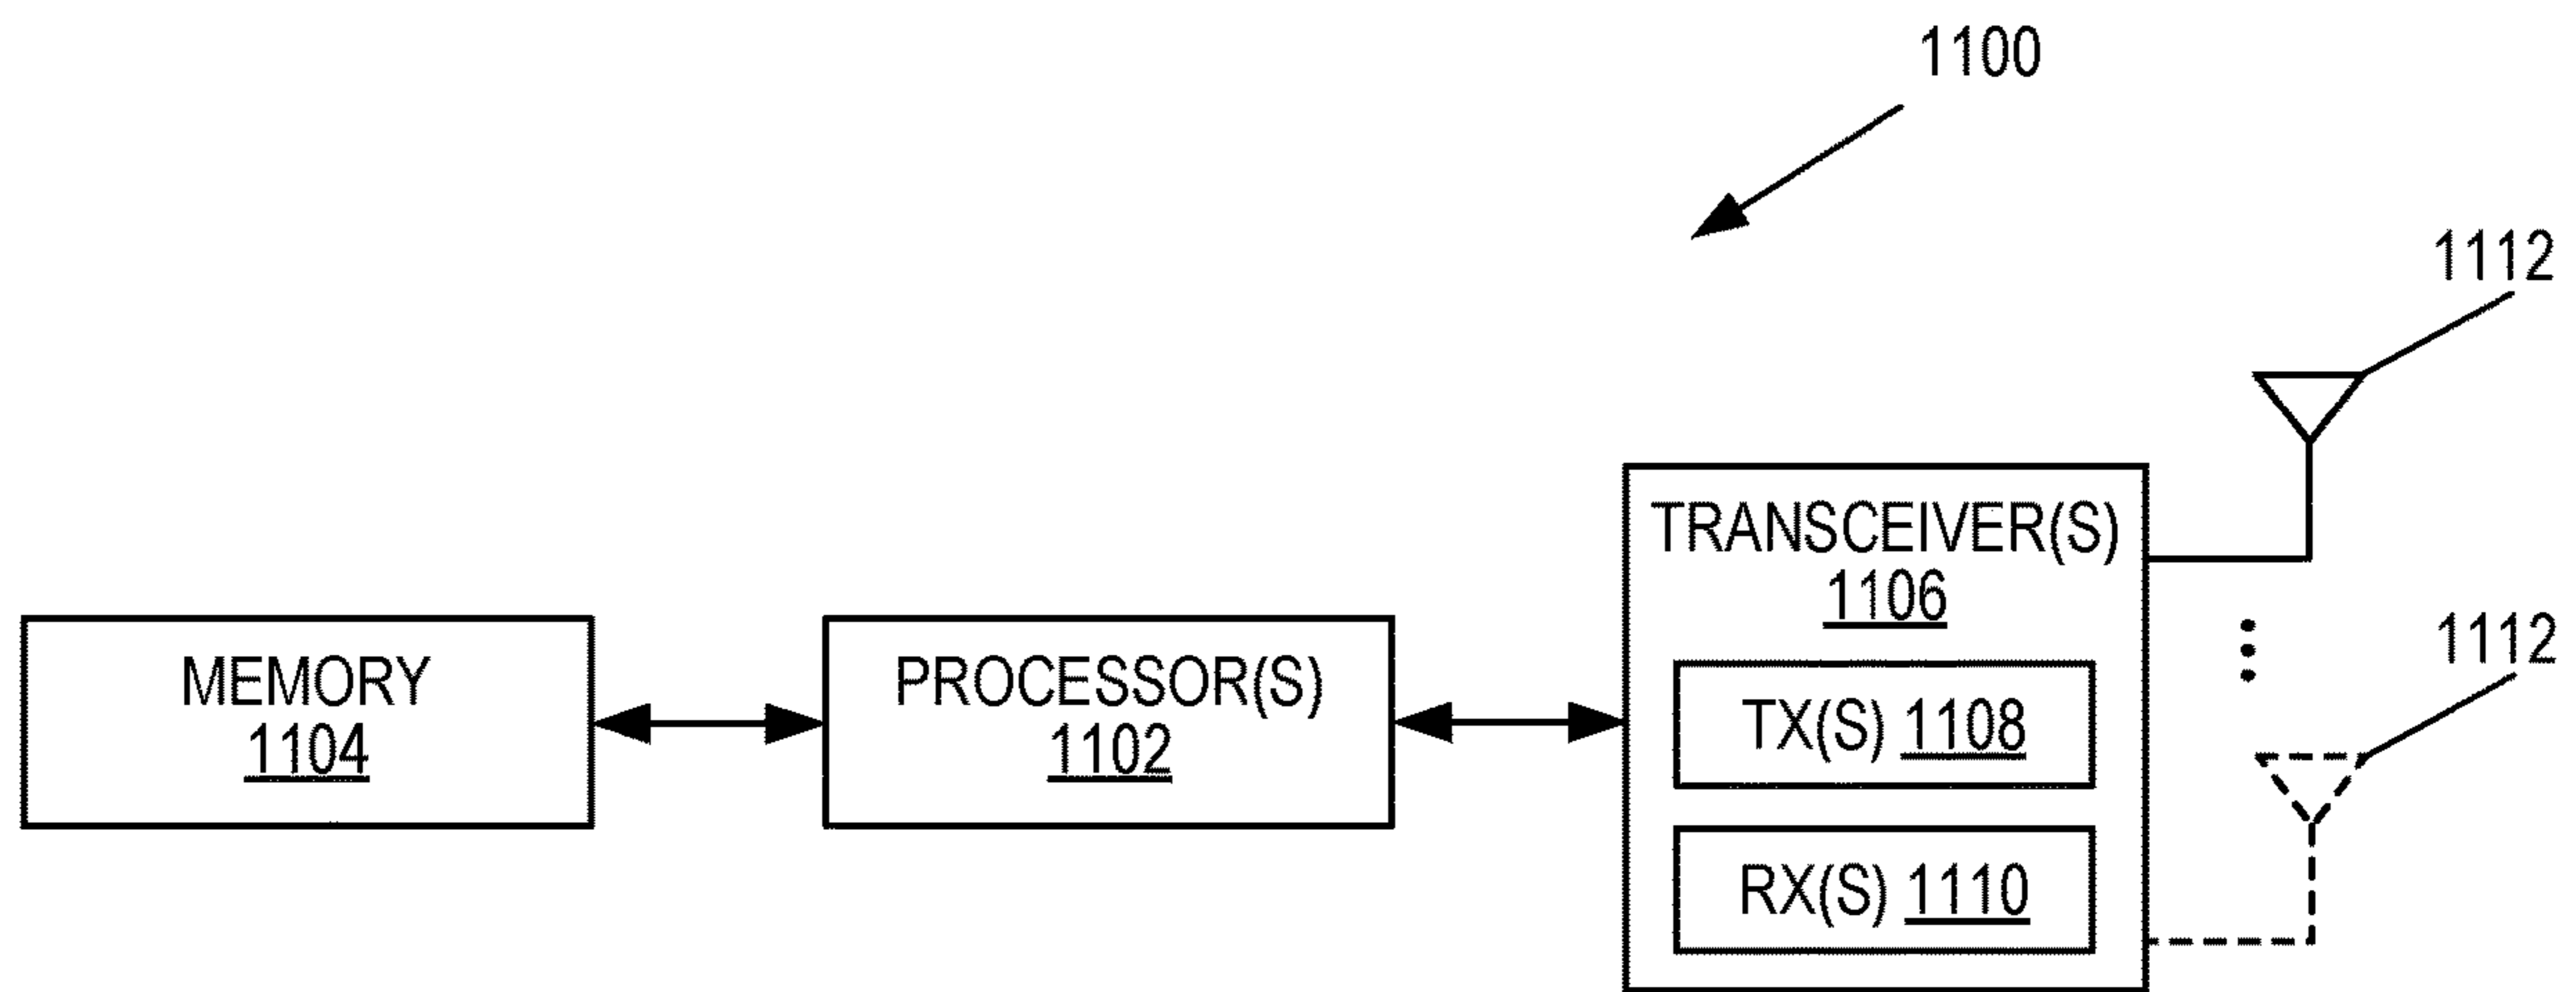 1100
1112
TRANSCEIVER(S)
1106
1112
MEMORY
1104
PROCESSOR(S)
1102
TX(S) 1108
RX(S) 1110